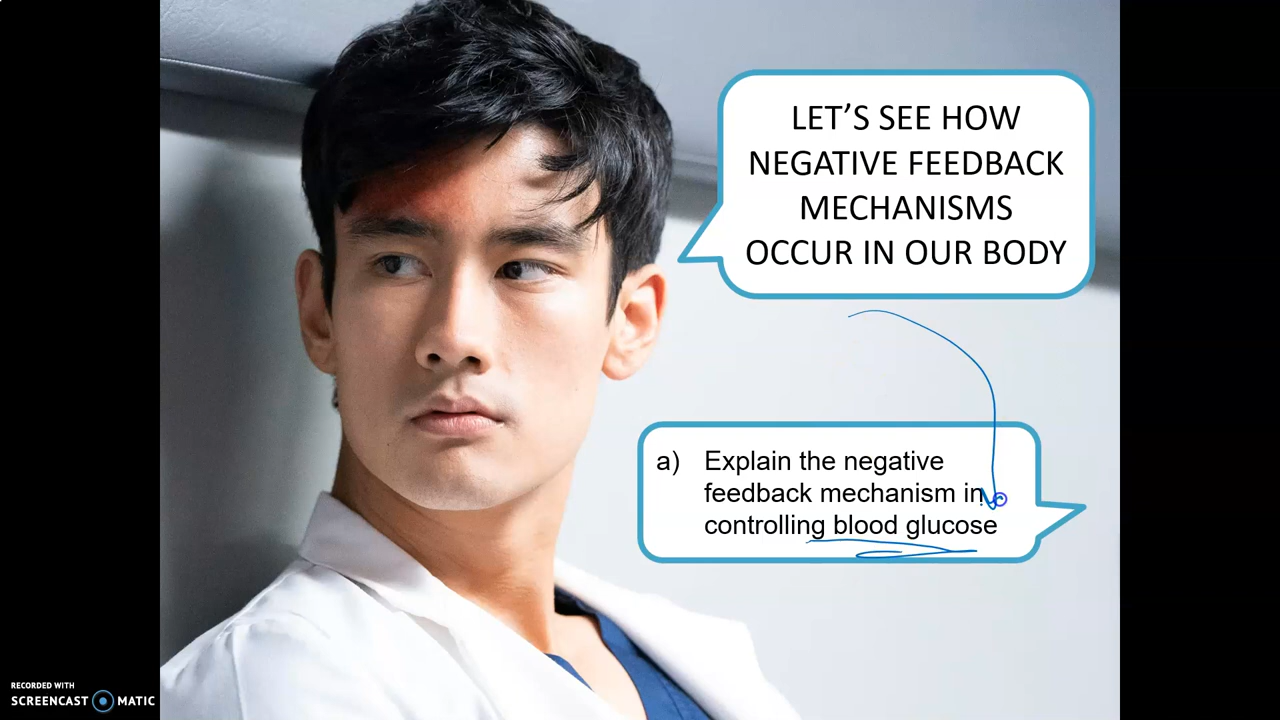 LET’S SEE HOW
NEGATIVE FEEDBACK
MECHANISMS
OCCUR IN OUR BODY
a) Explain the negative
feedback mechanism in
controlling blood glucose
RECORDED WITH
SCREENCAST MATIC